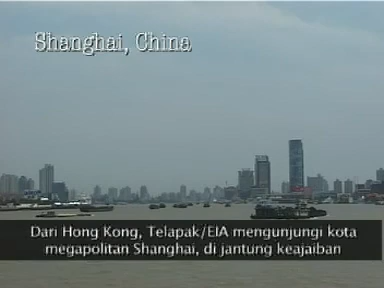 Shanghai, China
Dari Hong Kong, Telapak/EIA mengunjungi kota
megapolitan Shanghai, di jantung keajaiban